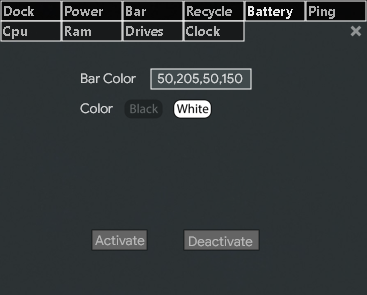 Dock Power Bar Recycle Battery Ping
Cpu Ram Drives Clock
Bar Color 50,205,50,150
Color Black White
Activate Deactivate